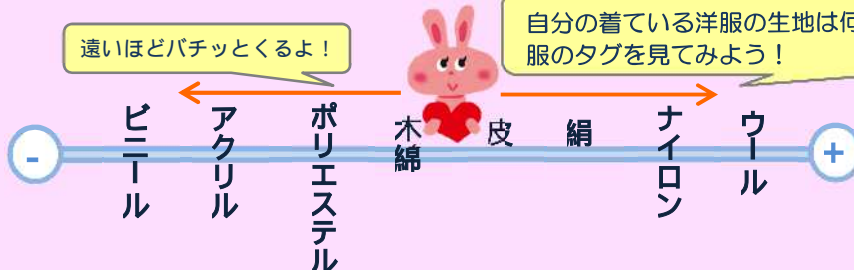 遠いほどバチッとくるよ！
自分の着ている洋服の生地は何
服のタグを見てみよう！
-
ビニール
アクリル
ポリエステル
木綿
皮
絹
ナイロン
ウール
+